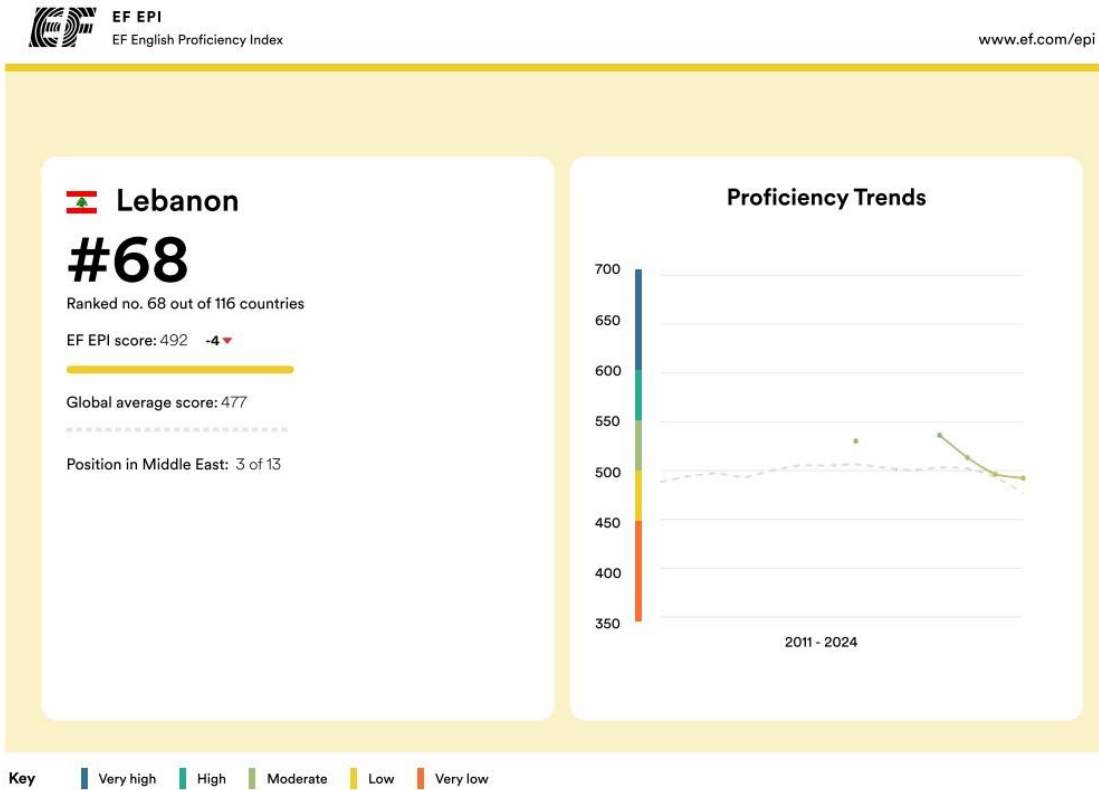 EF EPI
EF English Proficiency Index
www.ef.com/epi
Lebanon
#68
Ranked no. 68 out of 116 countries
EF EPI score: 492 -4
Global average score: 477
Position in Middle East: 3 of 13
Proficiency Trends
700
650
600
550
500
450
400
350
2011 - 2024
Key Very high High Moderate Low Very low